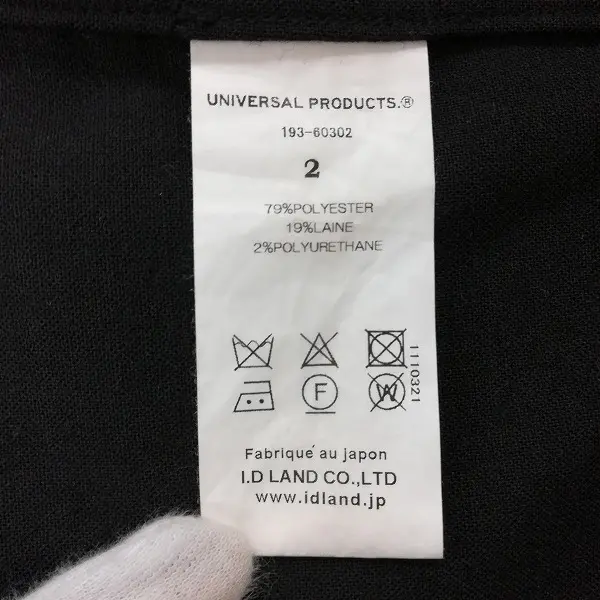 UNIVERSAL PRODUCTS.®
193-60302
2
79%POLYESTER
19%LAINE
2%POLYURETHANE
1110321
F
W
Fabriqué au japon
I.D LAND CO.,LTD
www.idland.jp